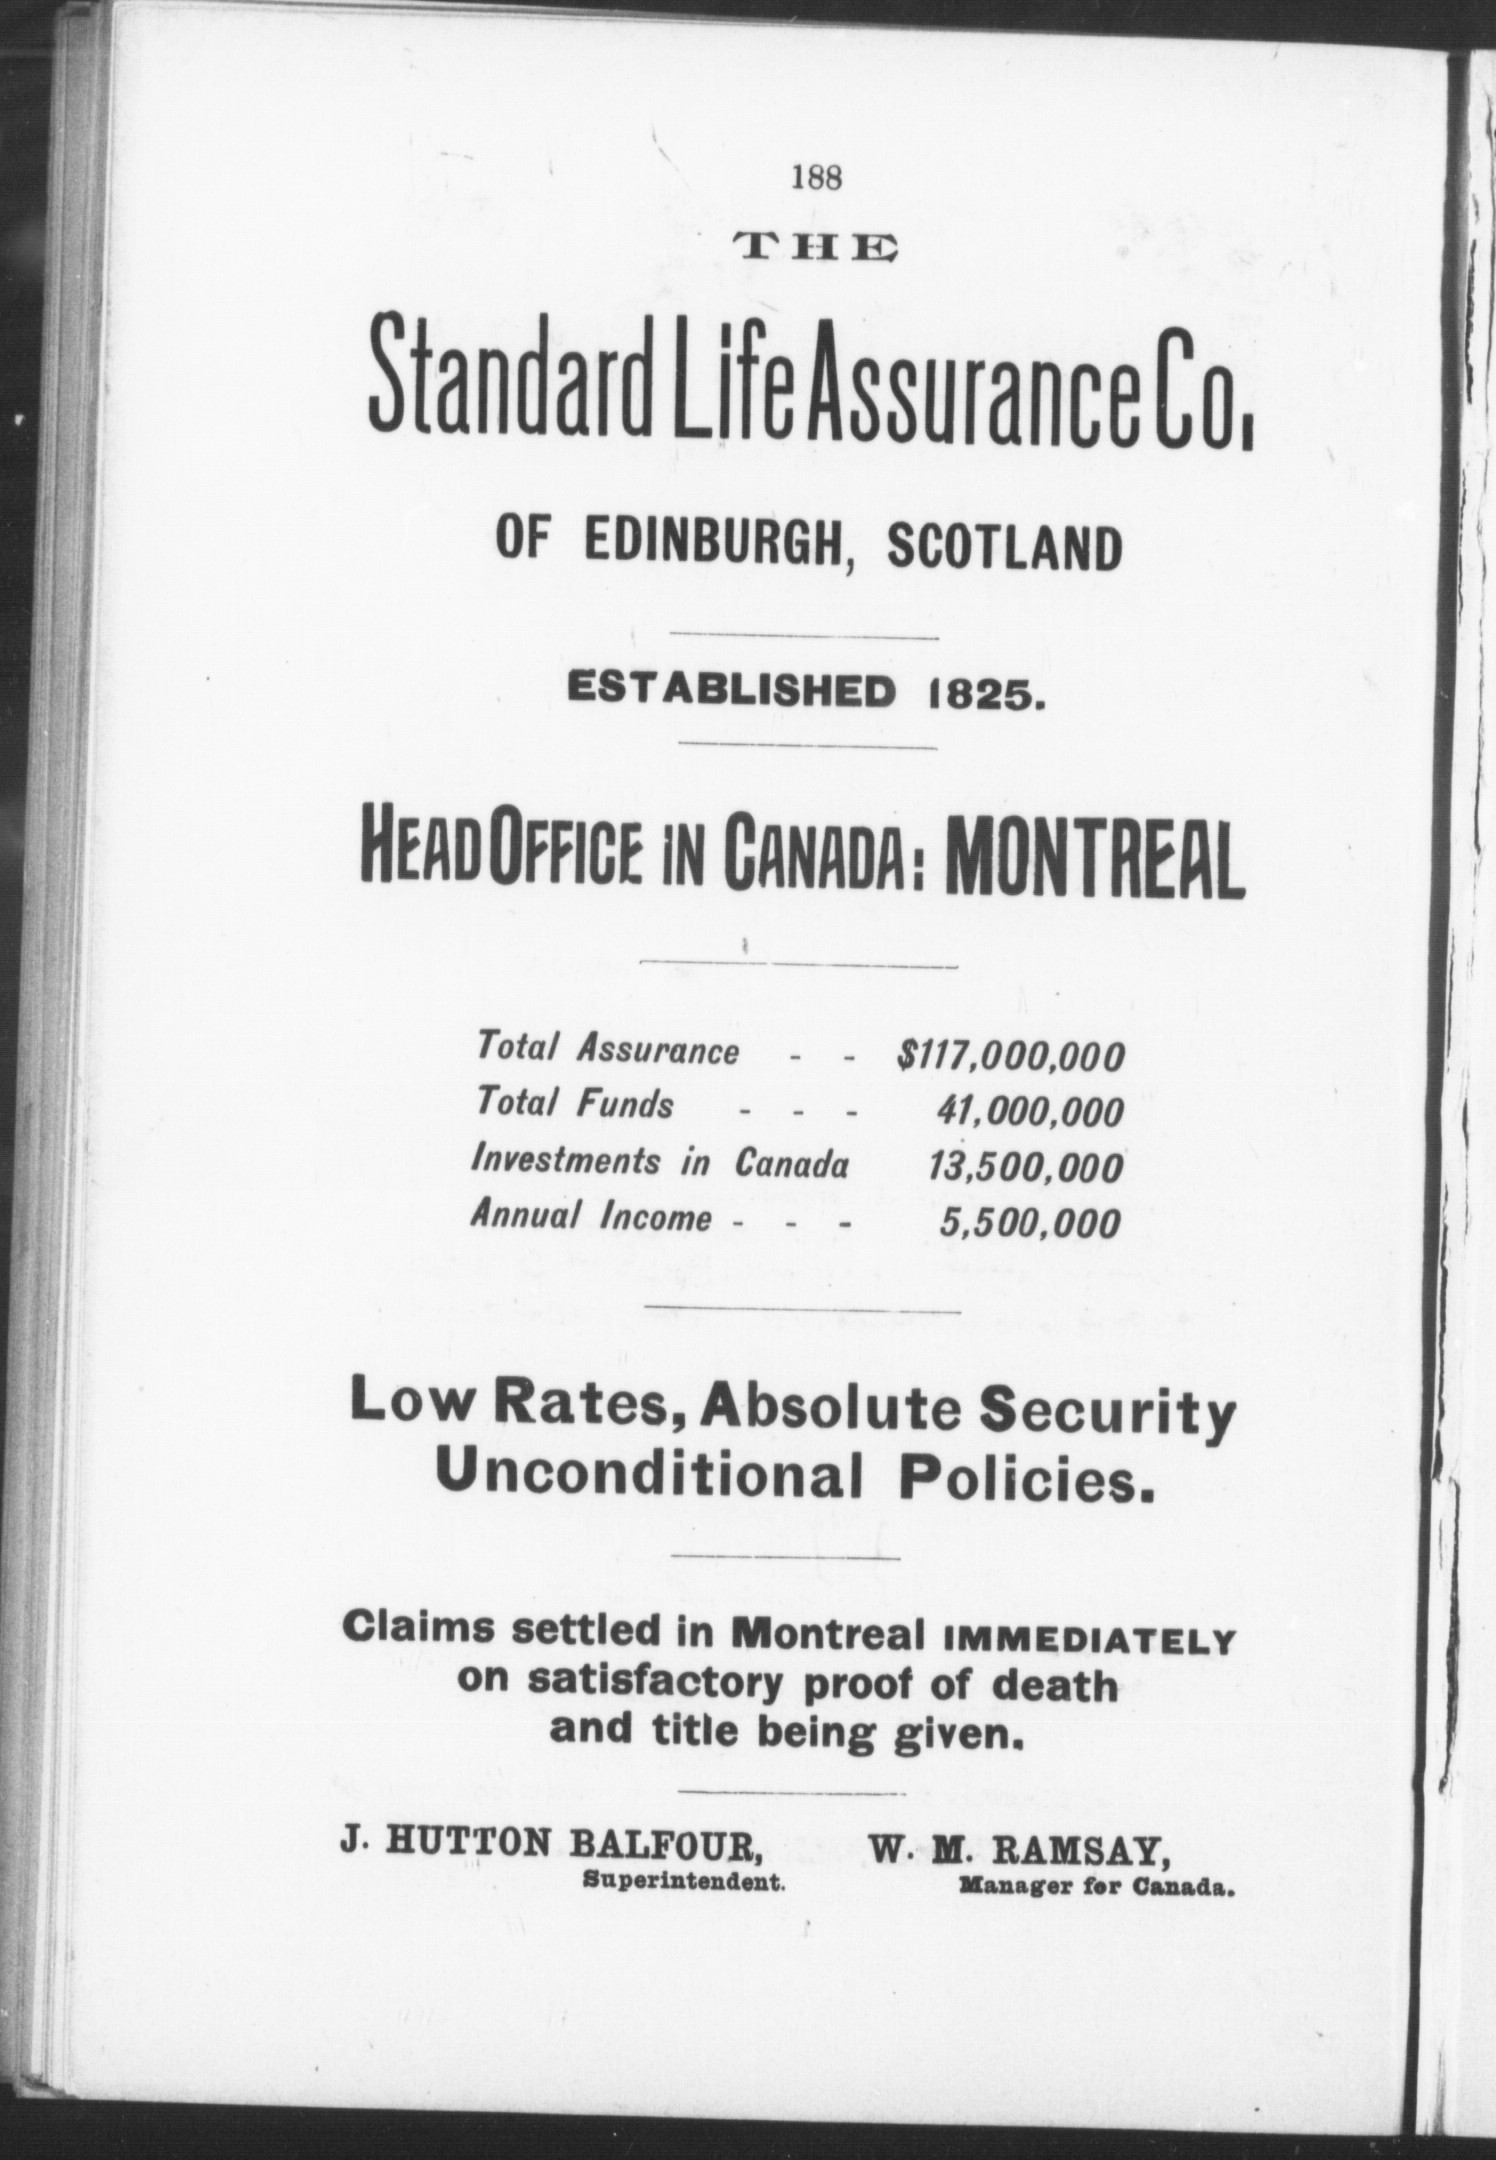 188
THE
Standard Life Assurance Co.
OF EDINBURGH, SCOTLAND
ESTABLISHED 1825.
HEAD OFFICE IN CANADA: MONTREAL
Total Assurance - - $117,000,000
Total Funds - - - 41,000,000
Investments in Canada 13,500,000
Annual Income - - - 5,500,000
Low Rates, Absolute Security
Unconditional Policies.
Claims settled in Montreal IMMEDIATELY
on satisfactory proof of death
and title being given.
J. HUTTON BALFOUR, W. M. RAMSAY,
Superintendent. Manager for Canada.